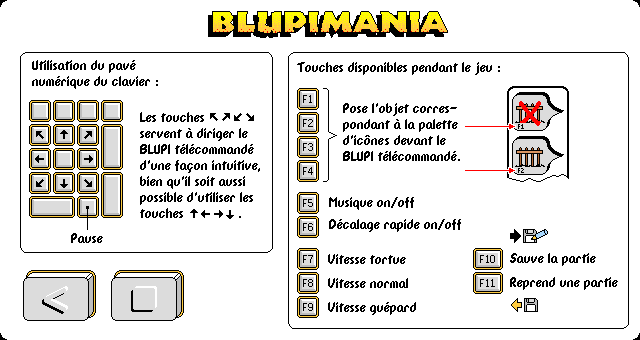 BLUPIMANIA
Utilisation du pavé
numérique du clavier :
Les touches ↖ ↗ ↙ ↘
servent à diriger le
BLUPI télécommandé
d'une façon intuitive,
bien qu'il soit aussi
possible d'utiliser les
touches ↑ ← → ↓ .
Pause
Touches disponibles pendant le jeu :
F1
F2
F3
F4
Pose l'objet corres-
pondant à la palette
d'icônes devant le
BLUPI télécommandé.
F1
F2
F5 Musique on/off
F6 Décalage rapide on/off
F7 Vitesse tortue
F8 Vitesse normal
F9 Vitesse guépard
F10 Sauve la partie
F11 Reprend une partie